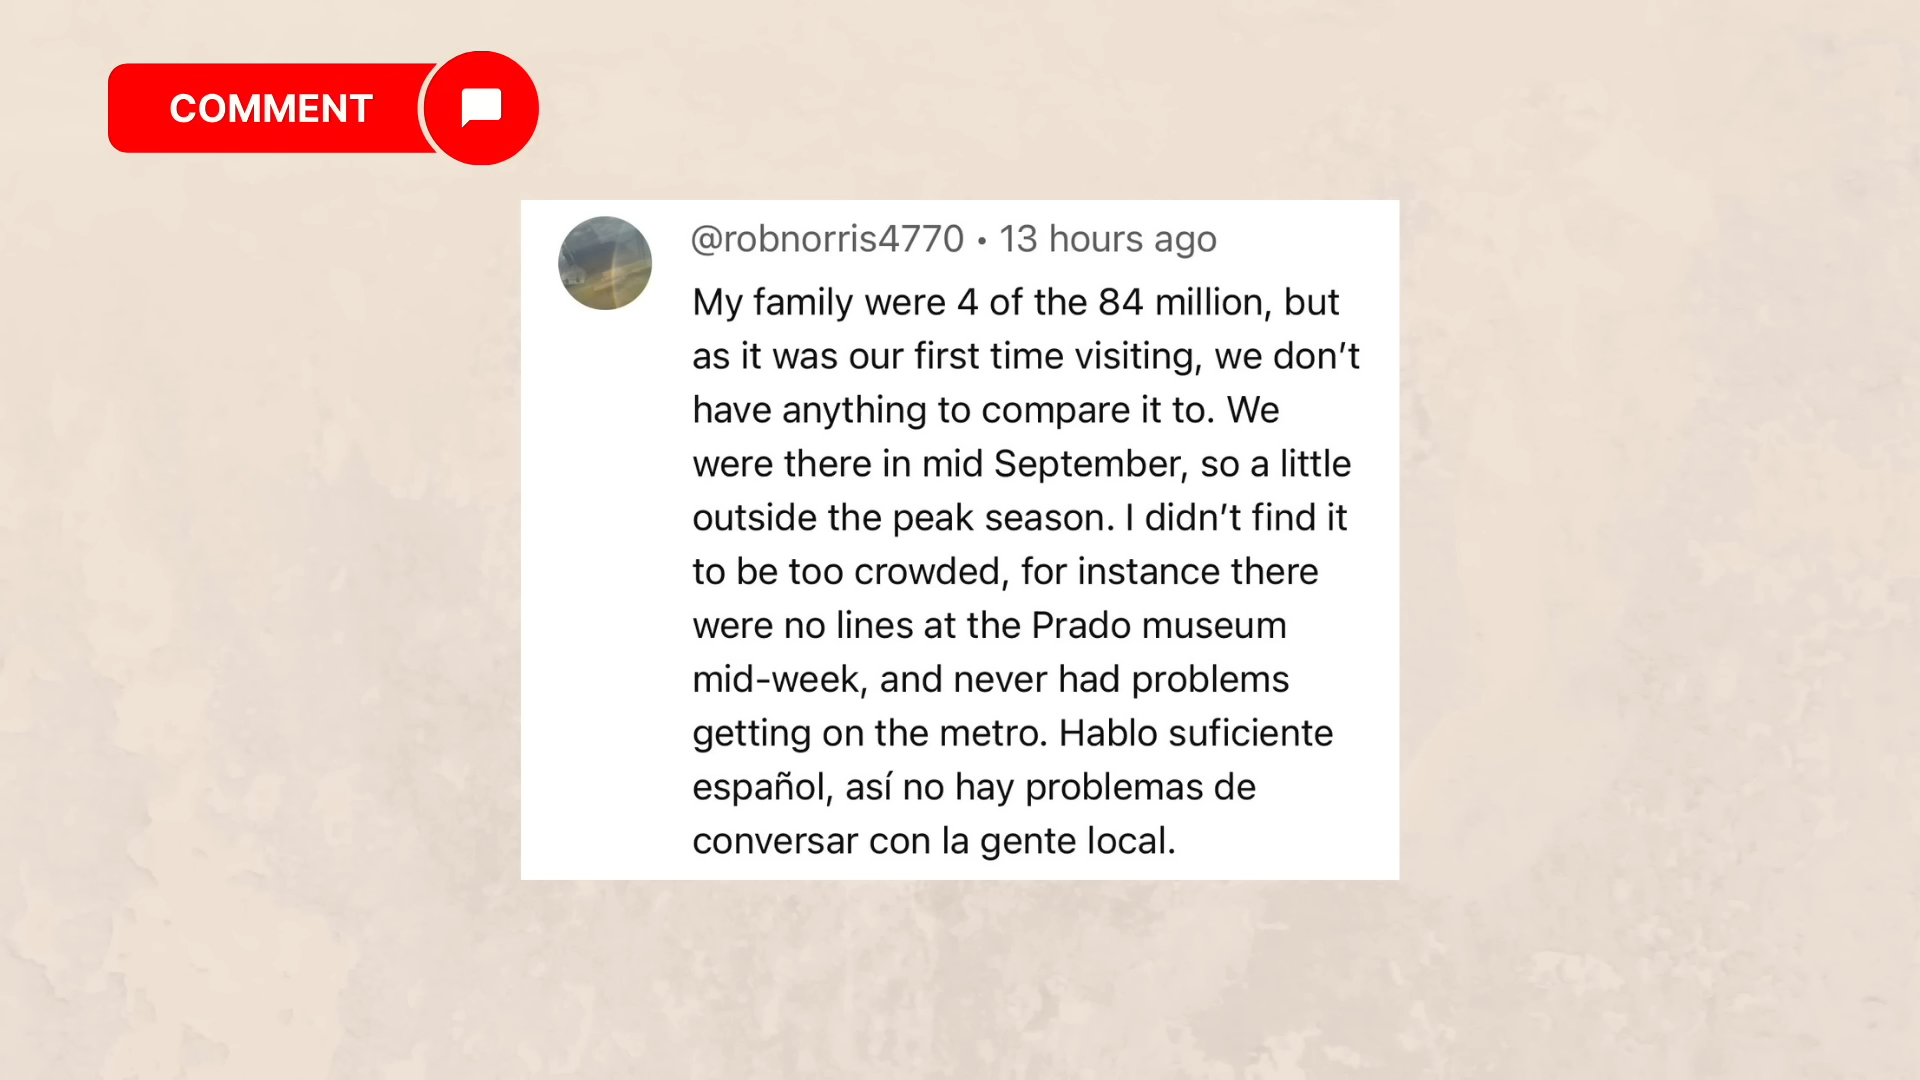 COMMENT
@robnorris4770 • 13 hours ago
My family were 4 of the 84 million, but
as it was our first time visiting, we don’t
have anything to compare it to. We
were there in mid September, so a little
outside the peak season. I didn’t find it
to be too crowded, for instance there
were no lines at the Prado museum
mid-week, and never had problems
getting on the metro. Hablo suficiente
español, así no hay problemas de
conversar con la gente local.